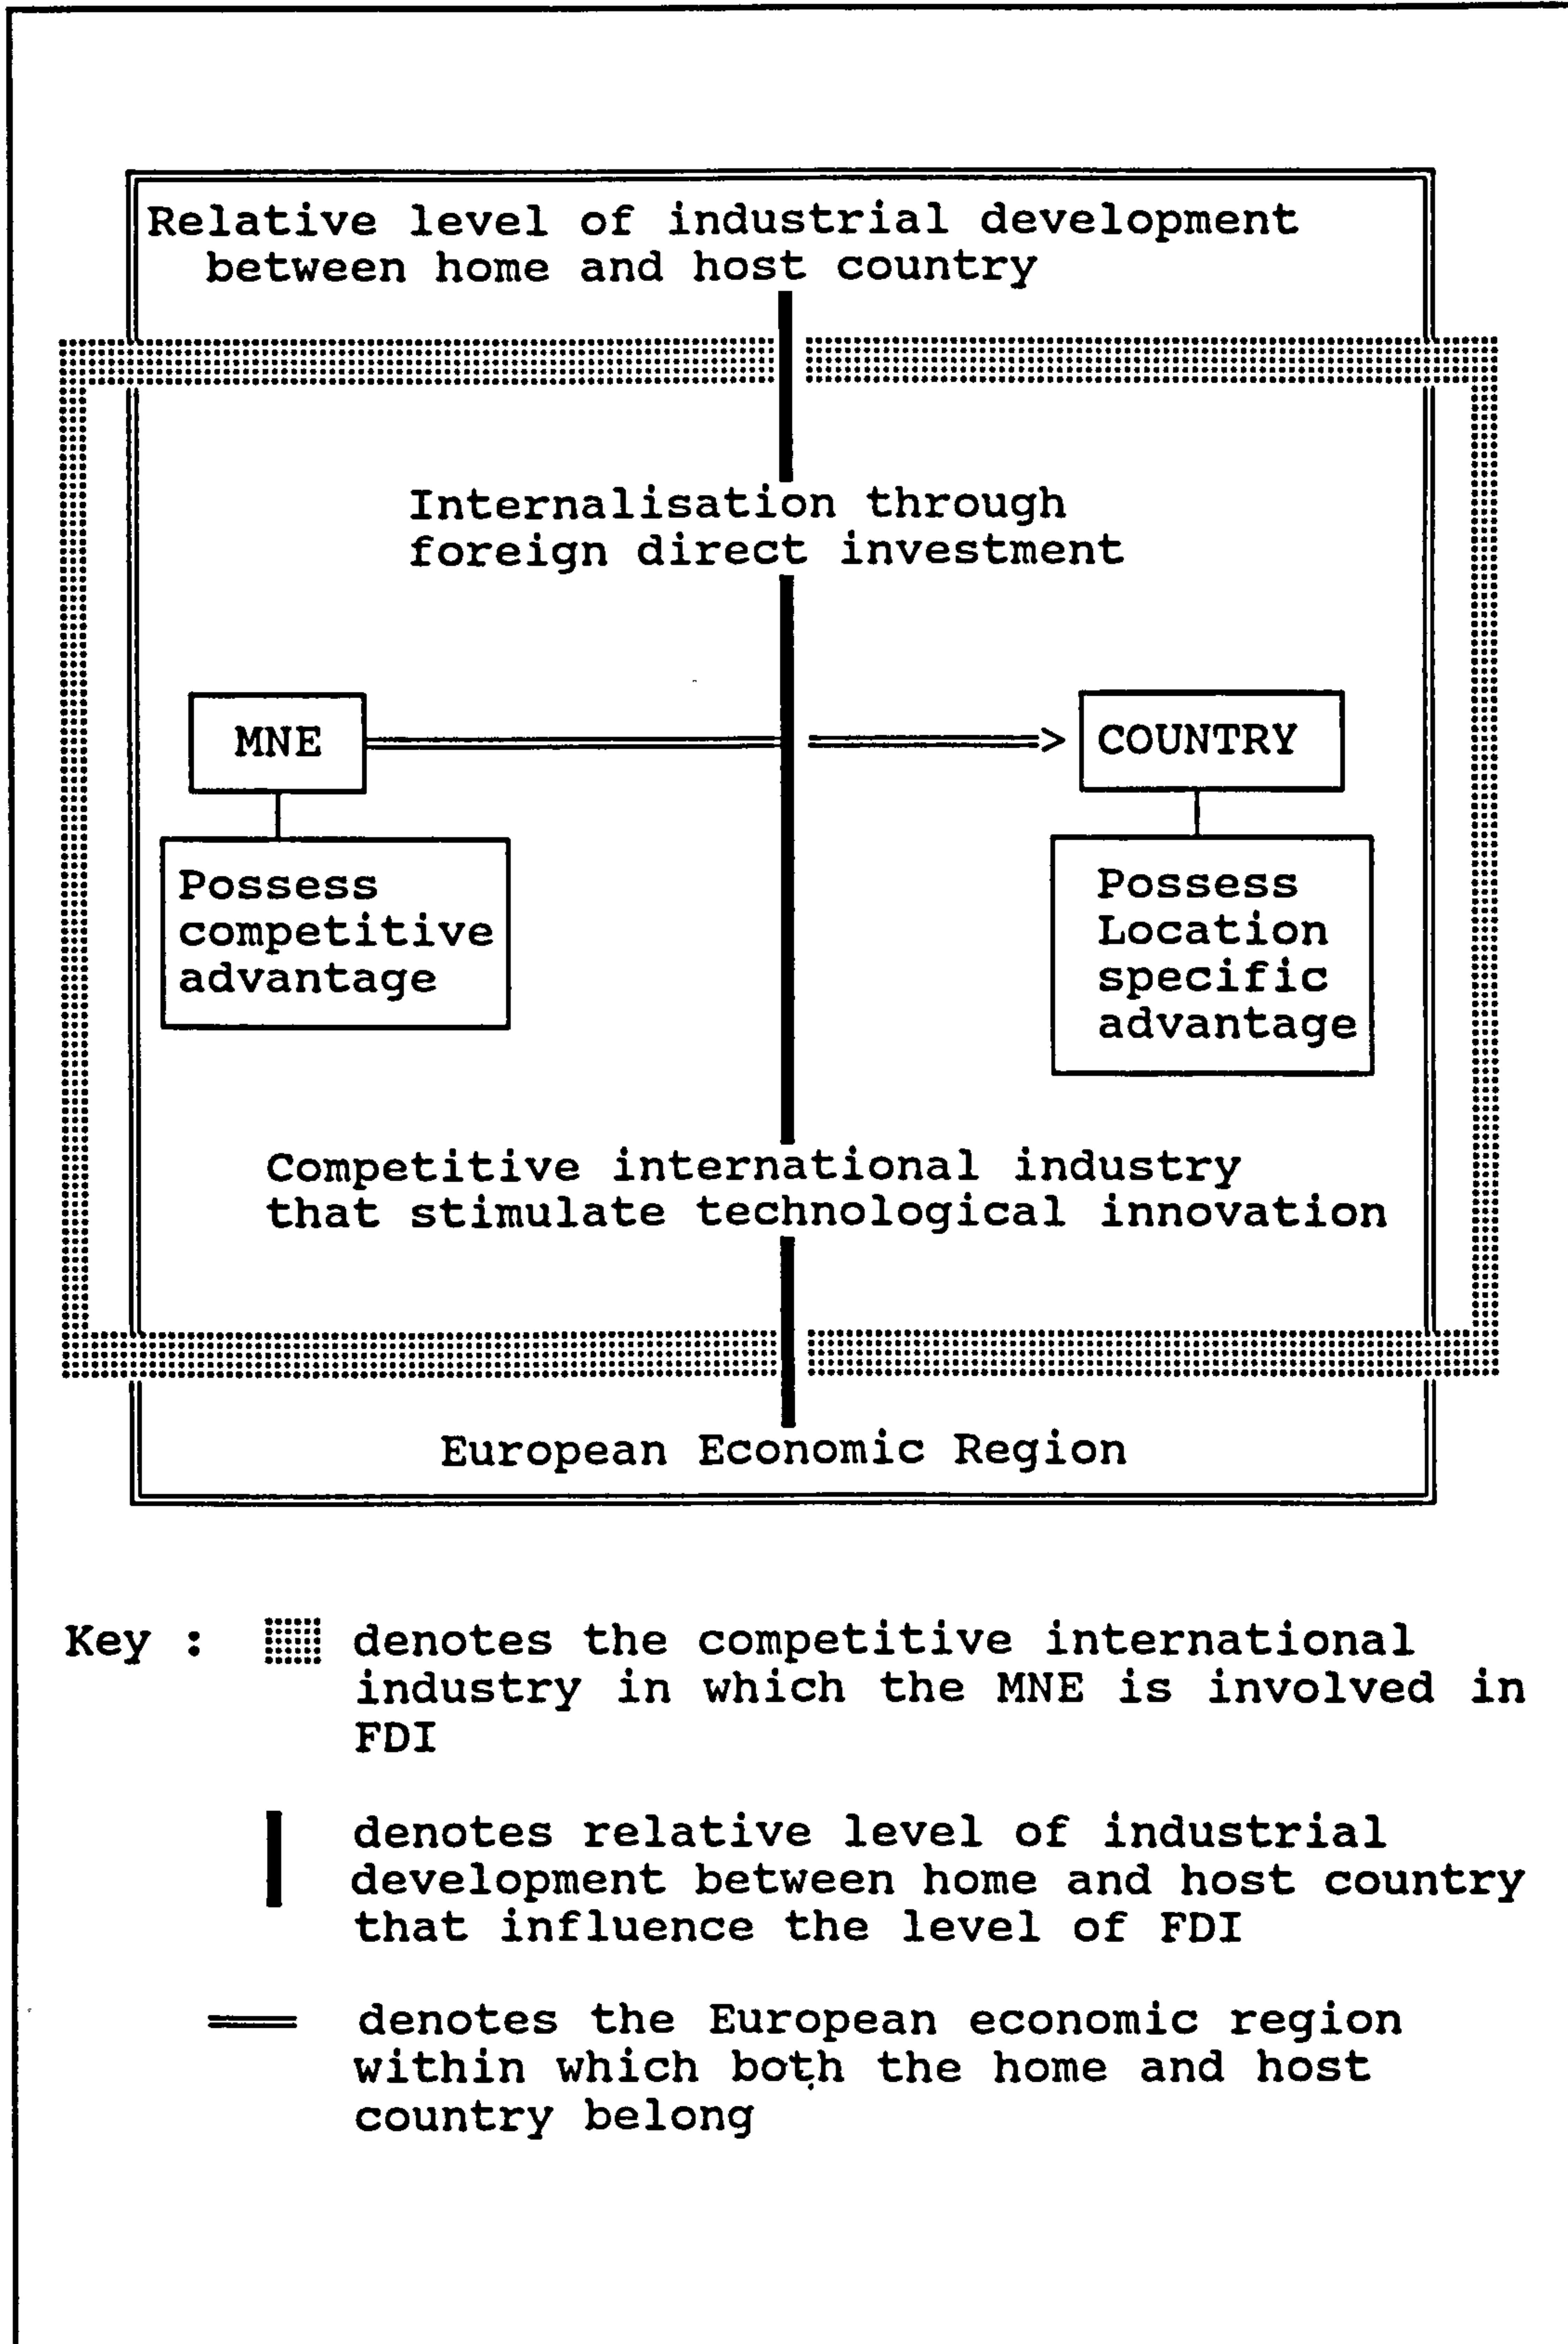 Relative level of industrial development
between home and host country
Internalisation through
foreign direct investment
MNE
COUNTRY
Possess
competitive
advantage
Possess
Location
specific
advantage
Competitive international industry
that stimulate technological innovation
European Economic Region
Key : denotes the competitive international
industry in which the MNE is involved in
FDI
denotes relative level of industrial
development between home and host country
that influence the level of FDI
denotes the European economic region
within which both the home and host
country belong